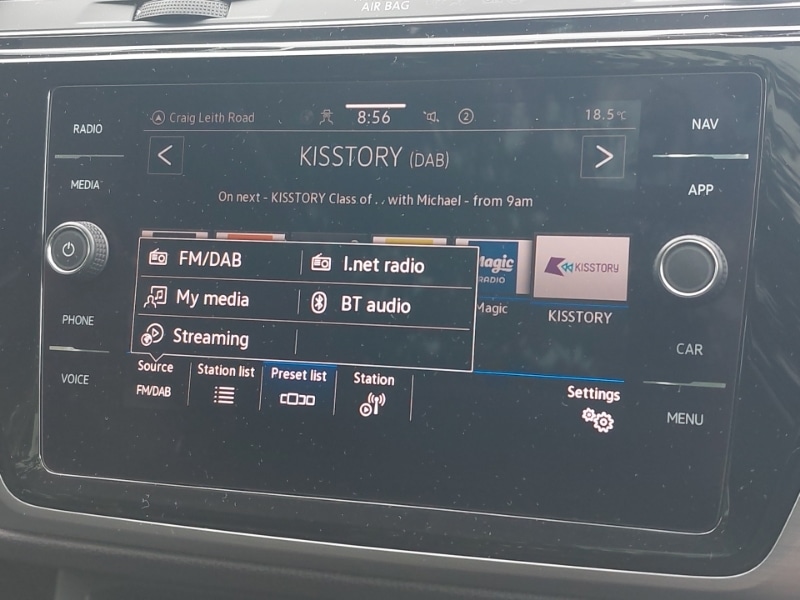 AIR BAG
RADIO
MEDIA
PHONE
VOICE
NAV
APP
CAR
MENU
Craig Leith Road
8:56
2
18.5°C
< KISSTORY (DAB) >
On next - KISSTORY Class of . . with Michael - from 9am
FM/DAB
I.net radio
My media
BT audio
Streaming
Magic
RADIO
KISSTORY
Magic
KISSTORY
Source
FM/DAB
Station list
Preset list
Station
Settings